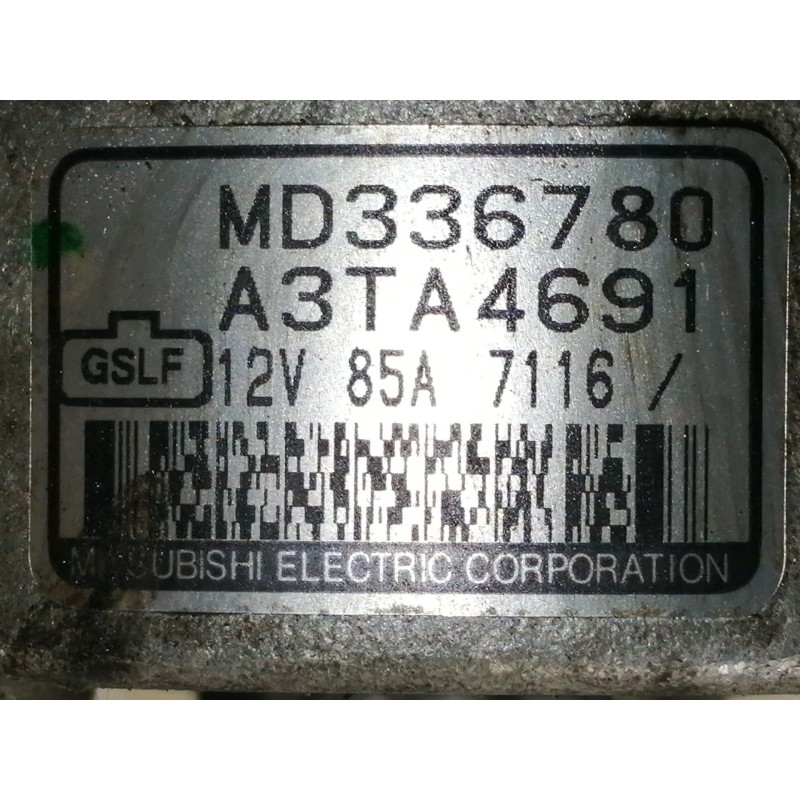 MD336780
A3TA4691
GSLF 12V 85A 7116 /
MITSUBISHI ELECTRIC CORPORATION